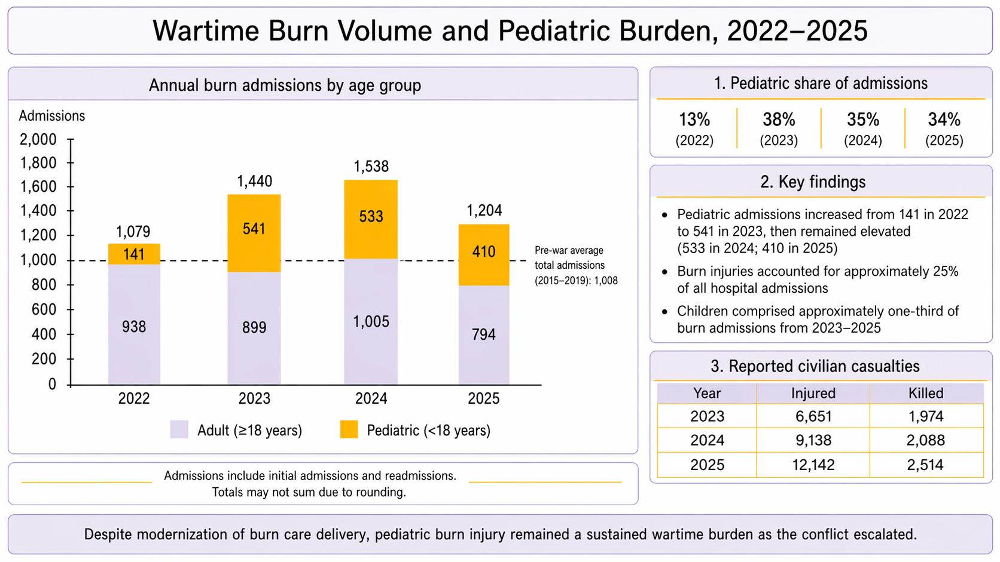 Wartime Burn Volume and Pediatric Burden, 2022–2025
Annual burn admissions by age group
Admissions
2,000
1,800
1,600
1,400
1,200
1,000
800
600
400
200
0
1,079
141
938
1,440
541
899
1,538
533
1,005
1,204
410
794
Pre-war average
total admissions
(2015–2019): 1,008
2022 2023 2024 2025
Adult (≥18 years) Pediatric (<18 years)
Admissions include initial admissions and readmissions.
Totals may not sum due to rounding.
1. Pediatric share of admissions
13% 38% 35% 34%
(2022) (2023) (2024) (2025)
2. Key findings
• Pediatric admissions increased from 141 in 2022
to 541 in 2023, then remained elevated
(533 in 2024; 410 in 2025)
• Burn injuries accounted for approximately 25%
of all hospital admissions
• Children comprised approximately one-third of
burn admissions from 2023–2025
3. Reported civilian casualties
Year Injured Killed
2023 6,651 1,974
2024 9,138 2,088
2025 12,142 2,514
Despite modernization of burn care delivery, pediatric burn injury remained a sustained wartime burden as the conflict escalated.